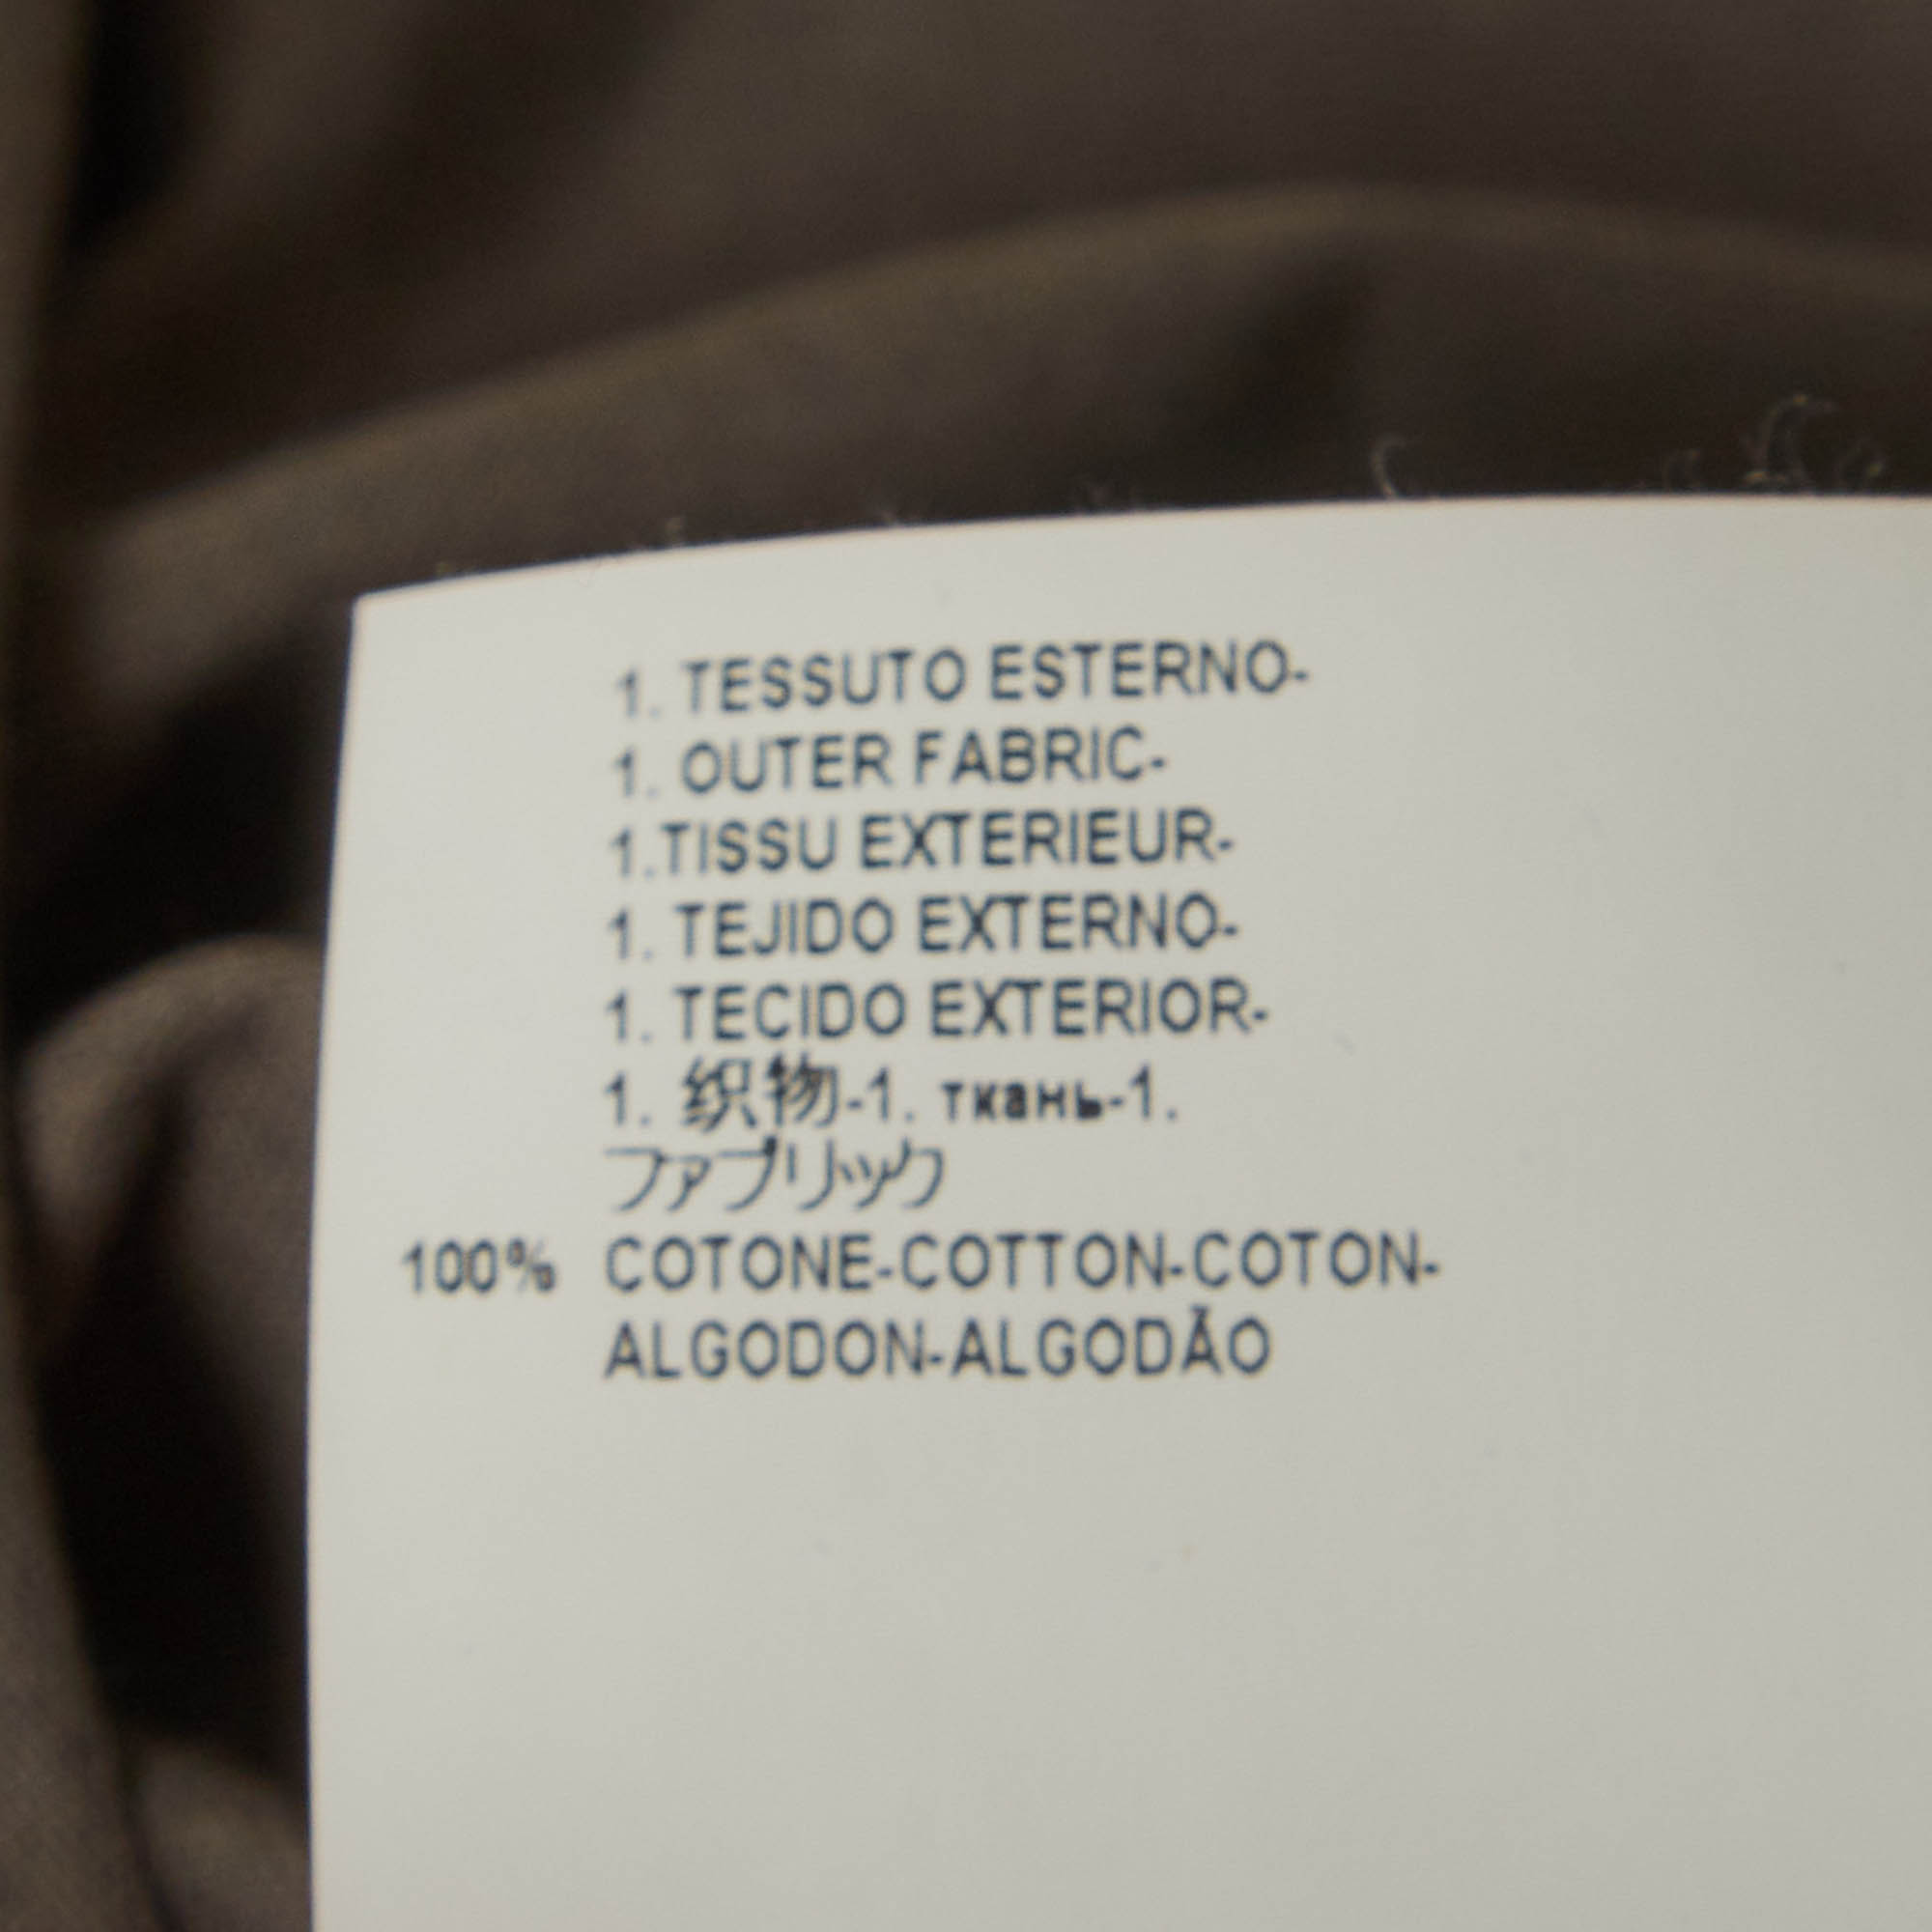 1. TESSUTO ESTERNO-
1. OUTER FABRIC-
1.TISSU EXTERIEUR-
1. TEJIDO EXTERNO-
1. TECIDO EXTERIOR-
1. 织物-1. ткань-1.
ファブリック
100% COTONE-COTTON-COTON-
ALGODON-ALGODÃO